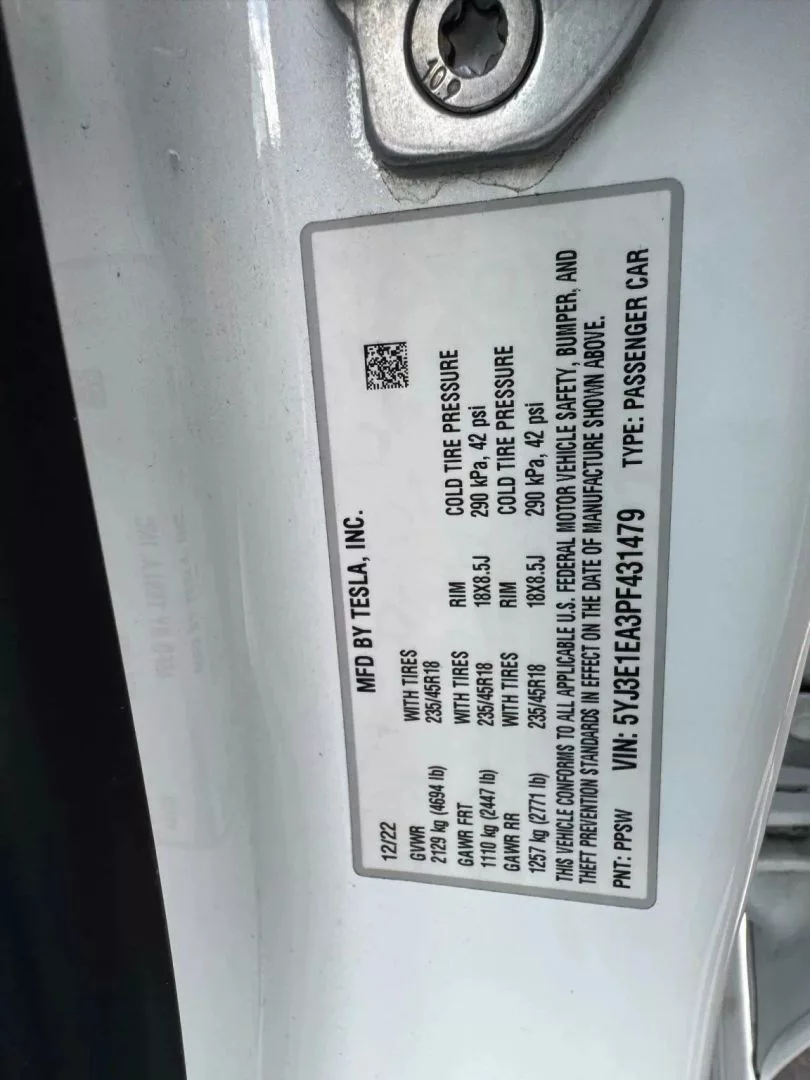 10.9
MFD BY TESLA, INC.
12/22
GVWR WITH TIRES
2129 kg (4694 lb) 235/45R18
GAWR FRT WITH TIRES RIM COLD TIRE PRESSURE
1110 kg (2447 lb) 235/45R18 18X8.5J 290 kPa, 42 psi
GAWR RR WITH TIRES RIM COLD TIRE PRESSURE
1257 kg (2771 lb) 235/45R18 18X8.5J 290 kPa, 42 psi
THIS VEHICLE CONFORMS TO ALL APPLICABLE U.S. FEDERAL MOTOR VEHICLE SAFETY, BUMPER, AND
THEFT PREVENTION STANDARDS IN EFFECT ON THE DATE OF MANUFACTURE SHOWN ABOVE.
PNT: PPSW VIN: 5YJ3E1EA3PF431479 TYPE: PASSENGER CAR